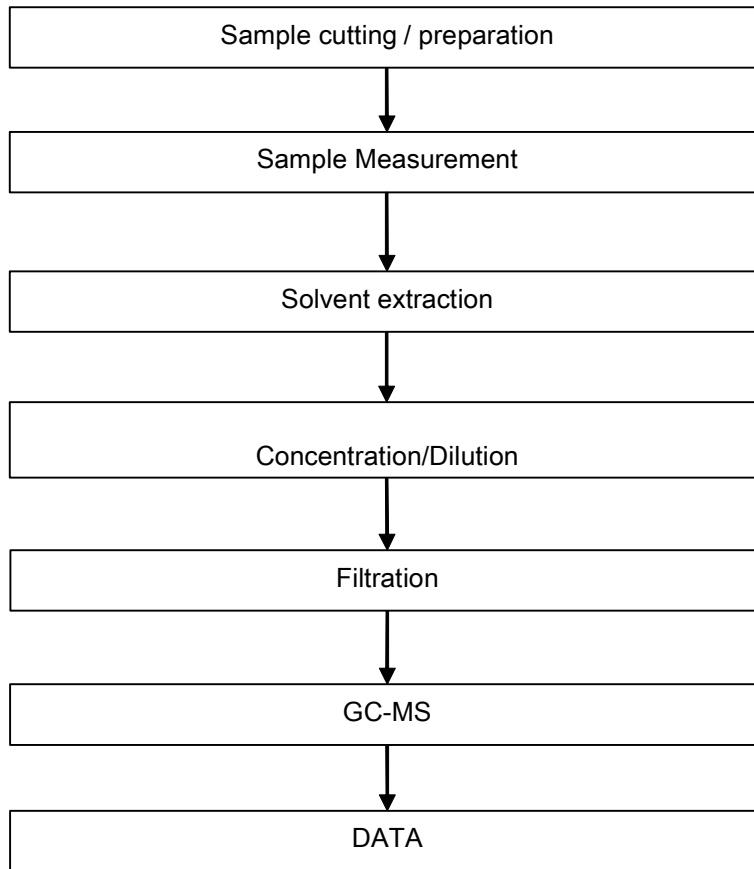 Sample cutting / preparation
Sample Measurement
Solvent extraction
Concentration/Dilution
Filtration
GC-MS
DATA